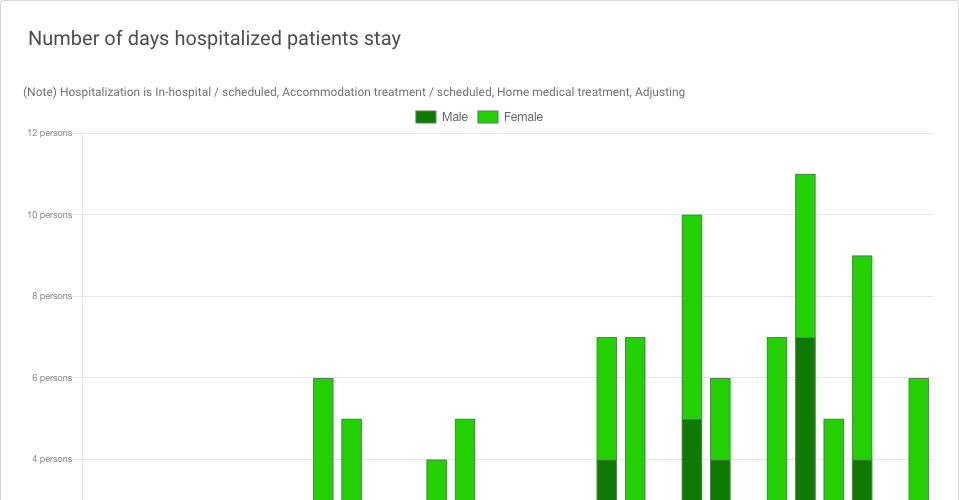 Number of days hospitalized patients stay
(Note) Hospitalization is In-hospital / scheduled, Accommodation treatment / scheduled, Home medical treatment, Adjusting
Male Female
12 persons
10 persons
8 persons
6 persons
4 persons